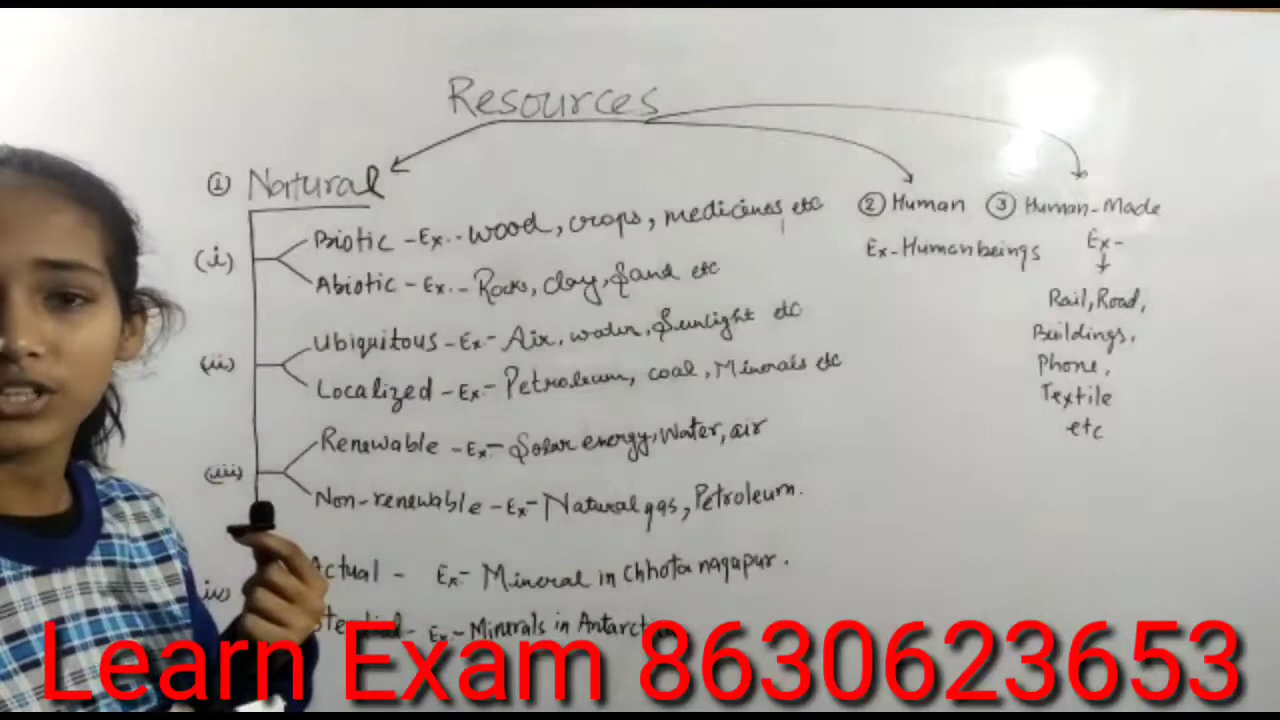 Resources
① Natural
Biotic - Ex.- wood, crops, medicines, etc
(i)
Abiotic - Ex.- Rocks, clay, Sand etc
Ubiquitous - Ex- Air, water, Sunlight etc
(ii)
Localized - Ex- Petroleum, coal, Minerals etc
Renewable - Ex- Solar energy, Water, air
(iii)
Non-renewable - Ex- Natural gas, Petroleum.
Actual - Ex- Mineral in Chhota nagapur.
Ex- Minerals in
② Human
Ex- Human beings
③ Human-Made
Ex-
Rail, Road,
Buildings,
Phone,
Textile
etc
Learn Exam 8630623653